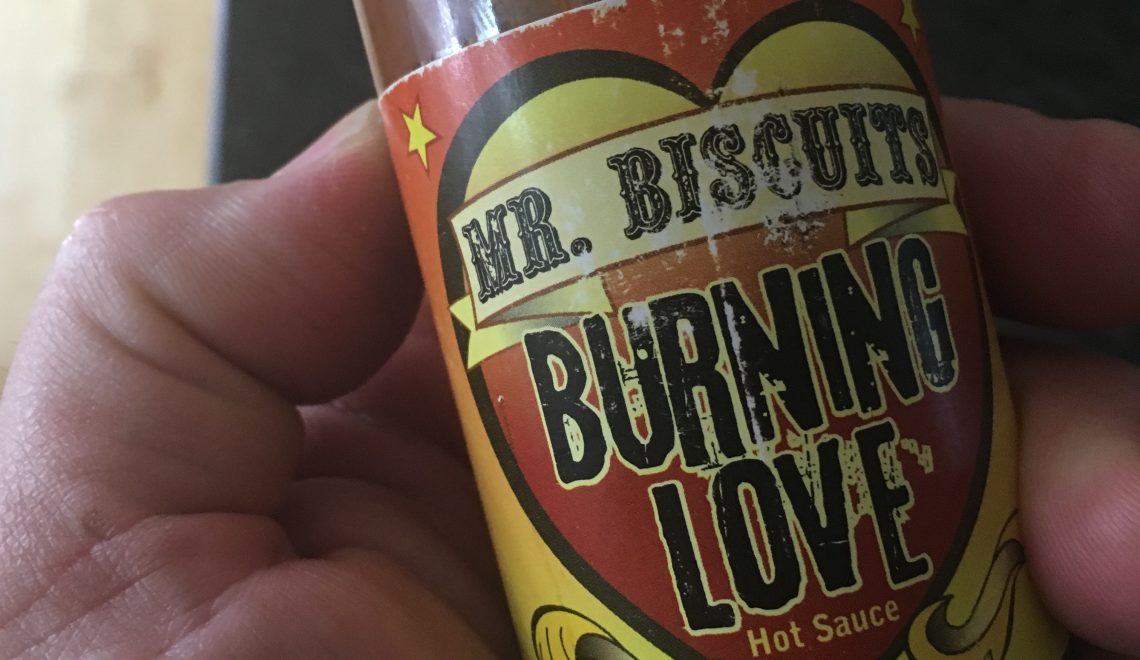 MR. BISCUITS
BURNING
LOVE
Hot Sauce